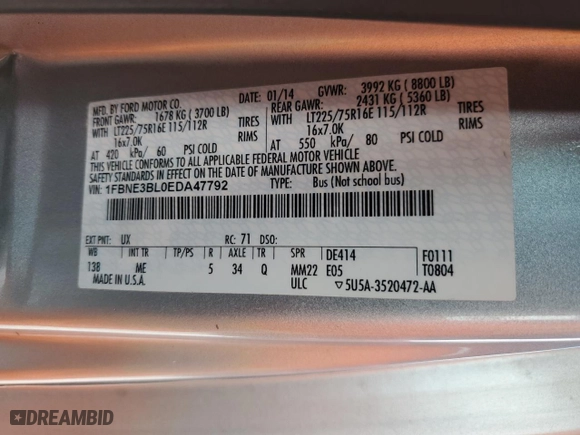 MFD. BY FORD MOTOR CO.
DATE: 01/14 GVWR: 3992 KG ( 8800 LB)
FRONT GAWR: 1678 KG ( 3700 LB) REAR GAWR: 2431 KG ( 5360 LB)
WITH LT225/75R16E 115/112R TIRES WITH LT225/75R16E 115/112R TIRES
16x7.0K RIMS 16x7.0K RIMS
AT 420 kPa/ 60 PSI COLD AT 550 kPa/ 80 PSI COLD
THIS VEHICLE CONFORMS TO ALL APPLICABLE FEDERAL MOTOR VEHICLE
SAFETY STANDARDS IN EFFECT ON THE DATE OF MANUFACTURE SHOWN ABOVE.
VIN: 1FBNE3BL0EDA47792 TYPE: Bus (Not school bus)
EXT PNT: UX RC: 71 DSO:
WB INT TR TP/PS R AXLE TR SPR DE414 F0111
138 ME 5 34 Q MM22 E05 T0804
MADE IN U.S.A. ULC ▽5U5A-3520472-AA
DREAMBID